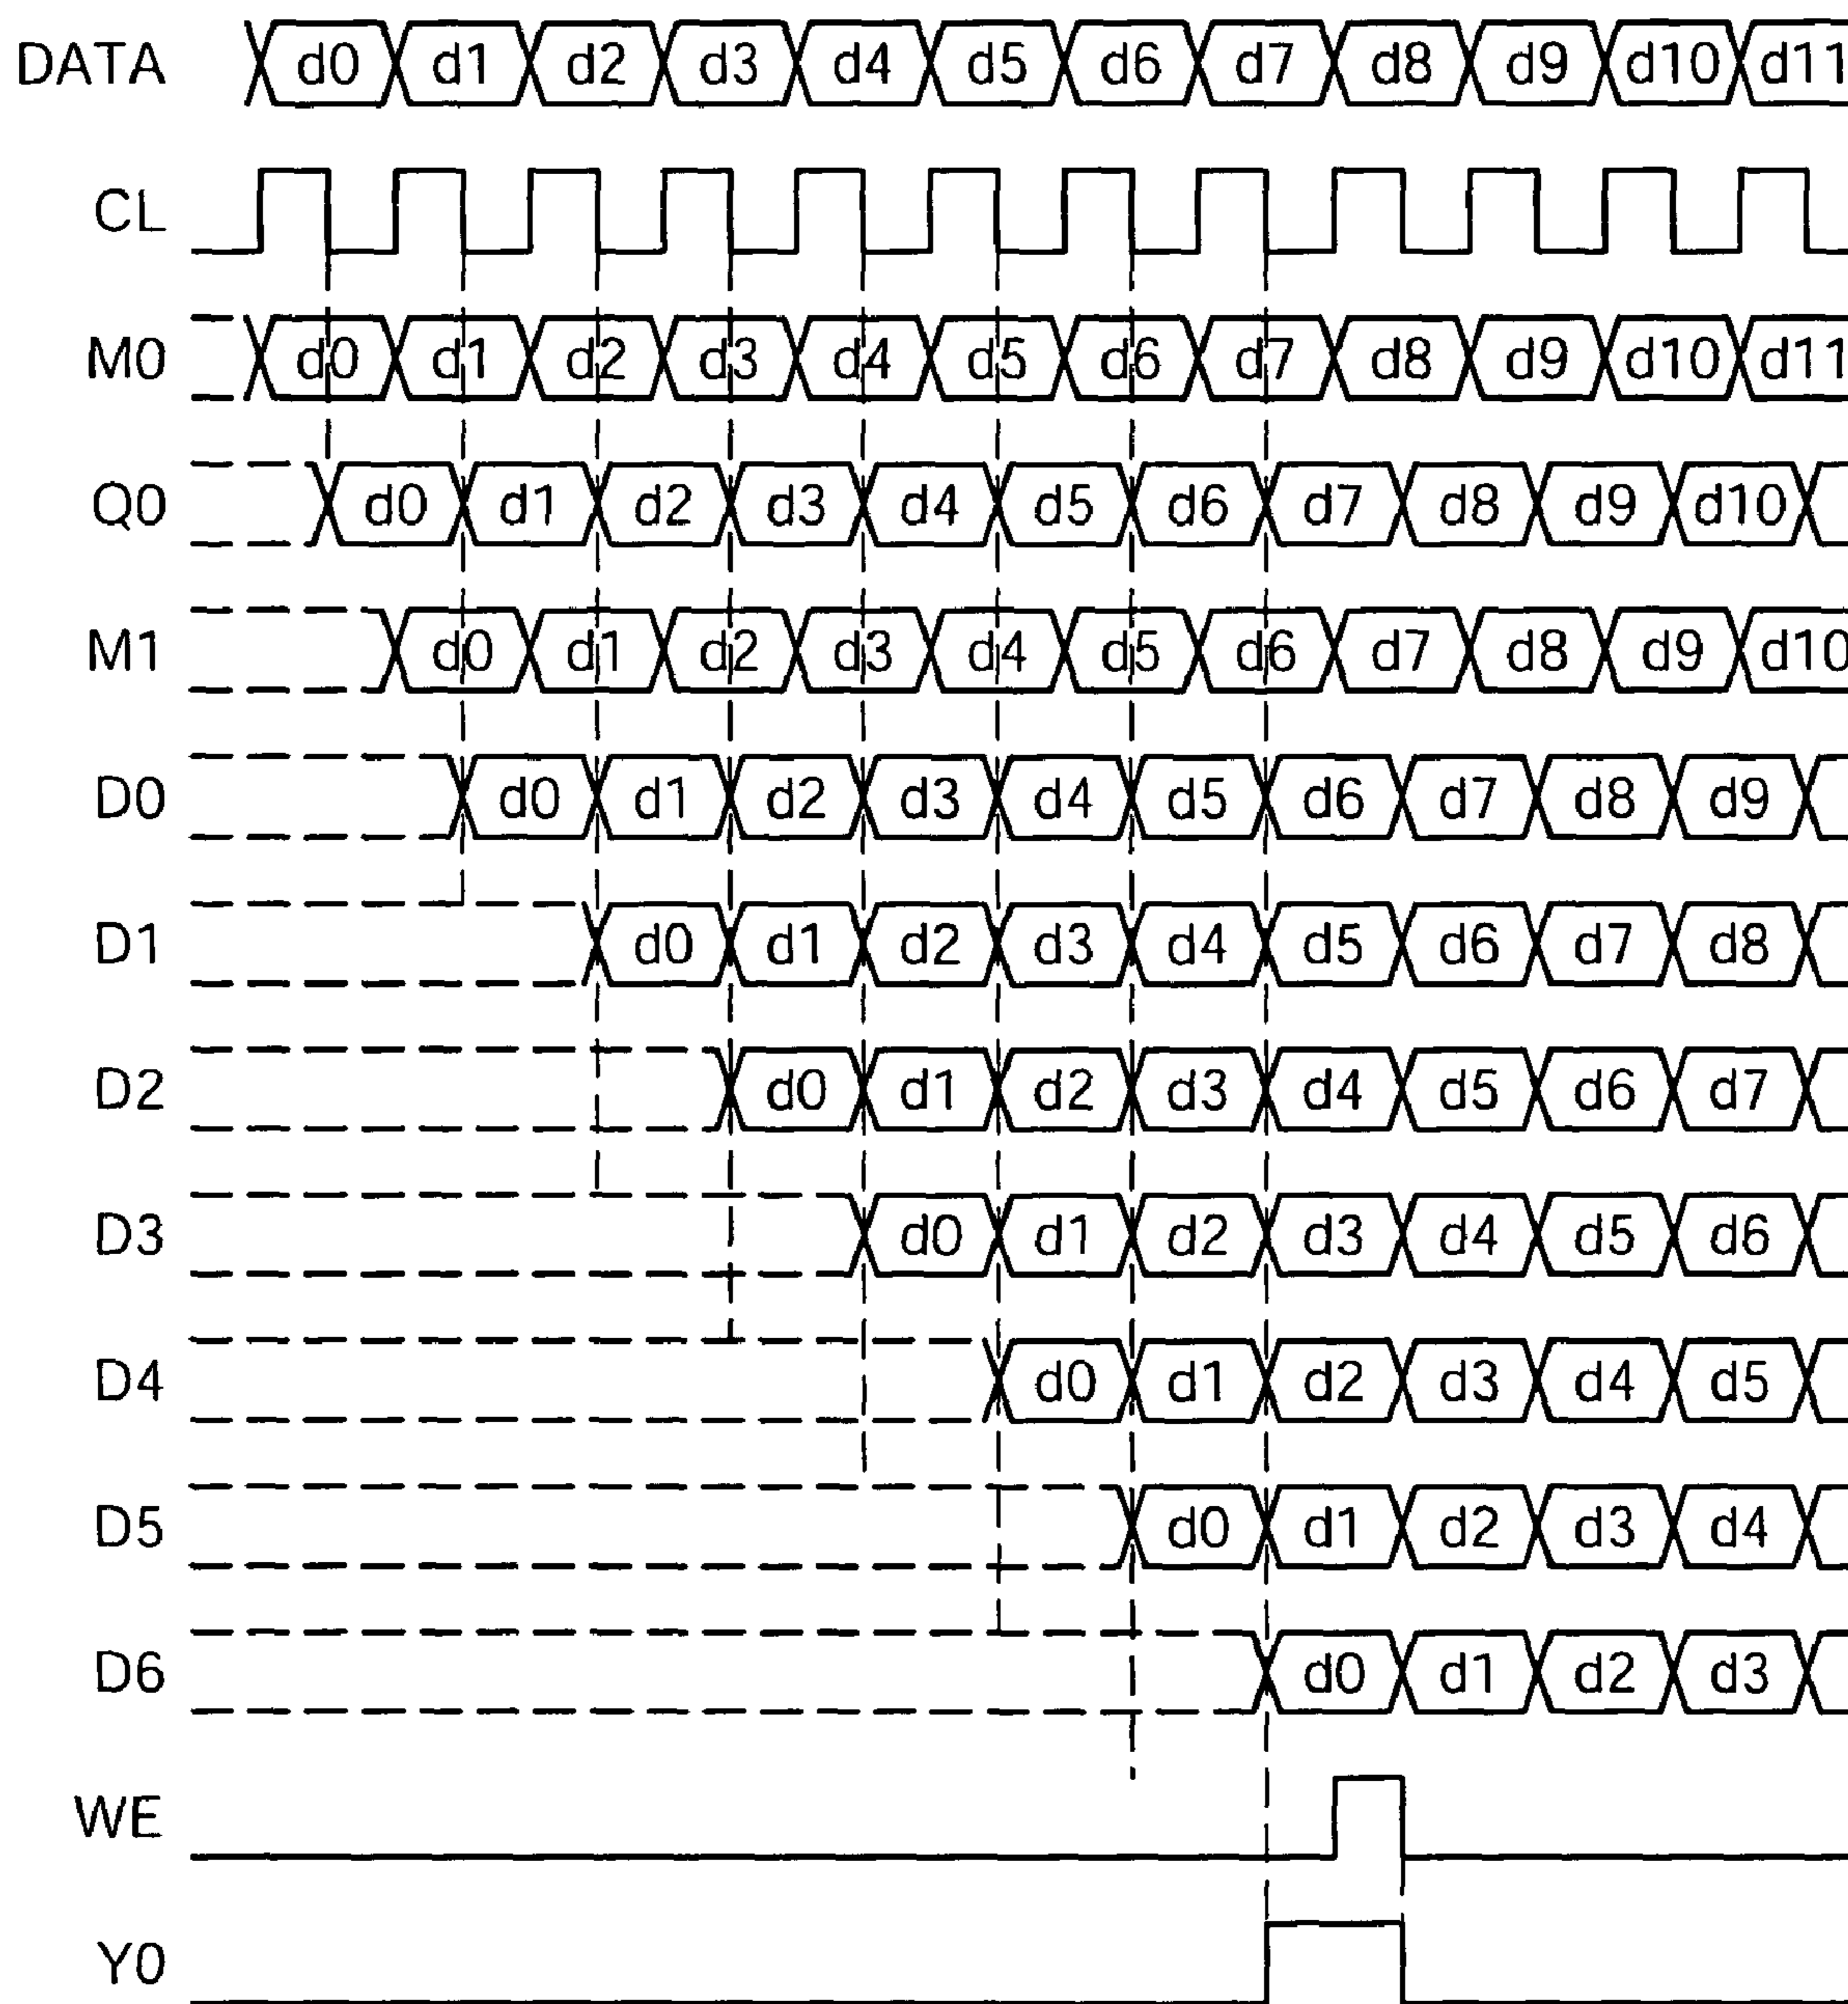 DATA d0 d1 d2 d3 d4 d5 d6 d7 d8 d9 d10 d11
CL
M0 d0 d1 d2 d3 d4 d5 d6 d7 d8 d9 d10 d11
Q0 d0 d1 d2 d3 d4 d5 d6 d7 d8 d9 d10
M1 d0 d1 d2 d3 d4 d5 d6 d7 d8 d9 d10
D0 d0 d1 d2 d3 d4 d5 d6 d7 d8 d9
D1 d0 d1 d2 d3 d4 d5 d6 d7 d8
D2 d0 d1 d2 d3 d4 d5 d6 d7
D3 d0 d1 d2 d3 d4 d5 d6
D4 d0 d1 d2 d3 d4 d5
D5 d0 d1 d2 d3 d4
D6 d0 d1 d2 d3
WE
Y0